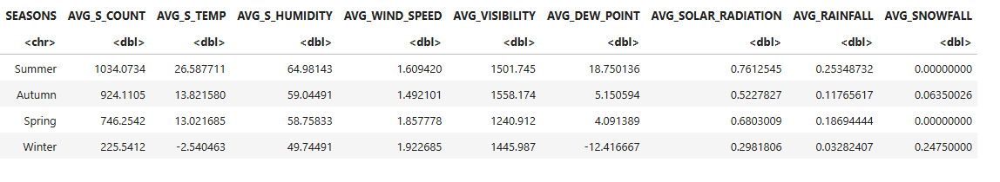 SEASONS AVG_S_COUNT AVG_S_TEMP AVG_S_HUMIDITY AVG_WIND_SPEED AVG_VISIBILITY AVG_DEW_POINT AVG_SOLAR_RADIATION AVG_RAINFALL AVG_SNOWFALL
<chr> <dbl> <dbl> <dbl> <dbl> <dbl> <dbl> <dbl> <dbl> <dbl>
Summer 1034.0734 26.587711 64.98143 1.609420 1501.745 18.750136 0.7612545 0.25348732 0.00000000
Autumn 924.1105 13.821580 59.04491 1.492101 1558.174 5.150594 0.5227827 0.11765617 0.06350026
Spring 746.2542 13.021685 58.75833 1.857778 1240.912 4.091389 0.6803009 0.18694444 0.00000000
Winter 225.5412 -2.540463 49.74491 1.922685 1445.987 -12.416667 0.2981806 0.03282407 0.24750000